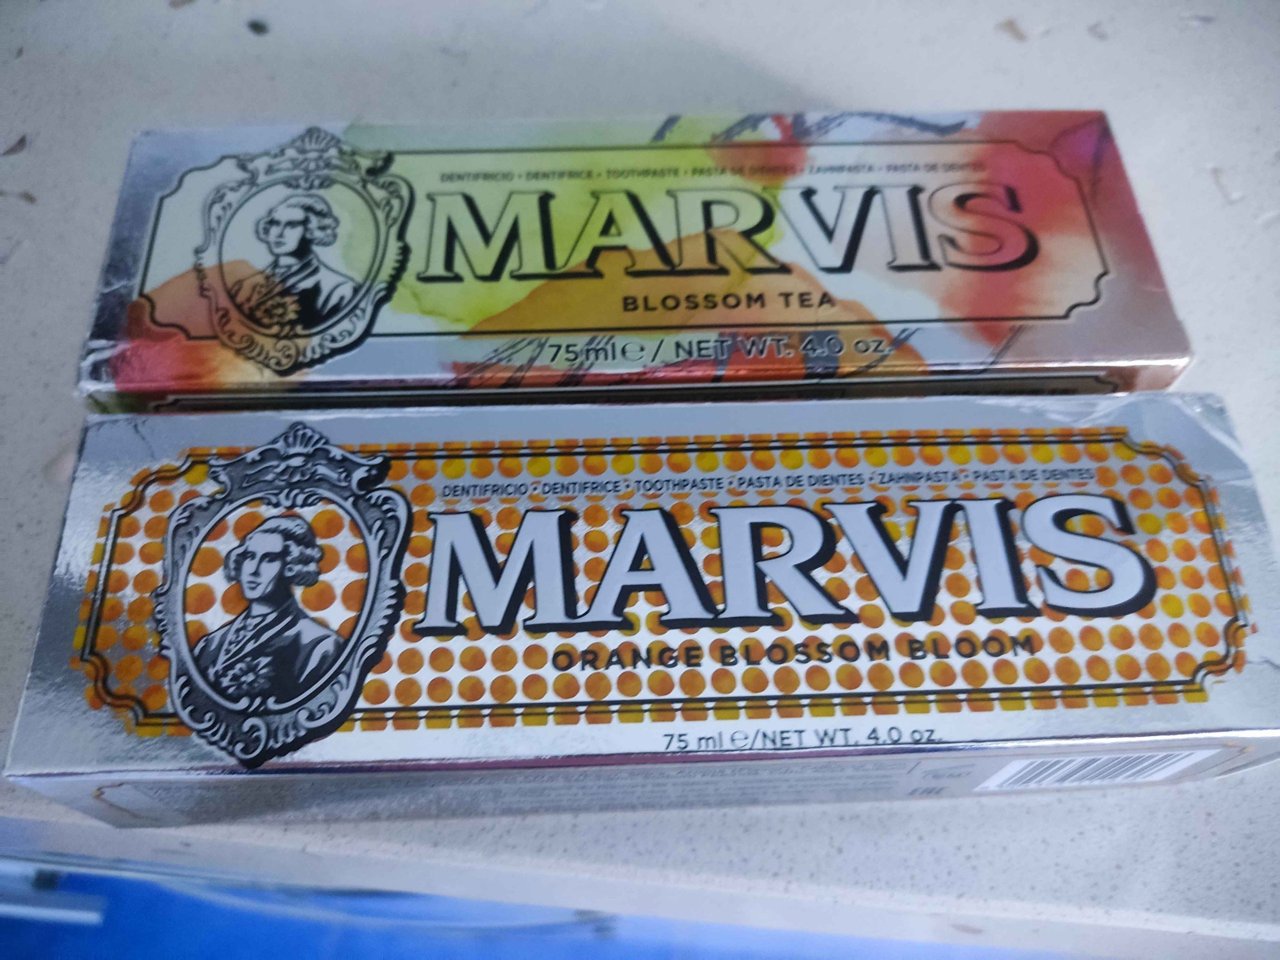 DENTIFRICIO • DENTIFRICE • TOOTHPASTE • PASTA DE DIENTES • ZAHNPASTA • PASTA DE DENTES
MARVIS
BLOSSOM TEA
75 ml e / NET WT. 4.0 oz.
DENTIFRICIO • DENTIFRICE • TOOTHPASTE • PASTA DE DIENTES • ZAHNPASTA • PASTA DE DENTES
MARVIS
ORANGE BLOSSOM BLOOM
75 ml e/NET WT. 4.0 oz.
EAC